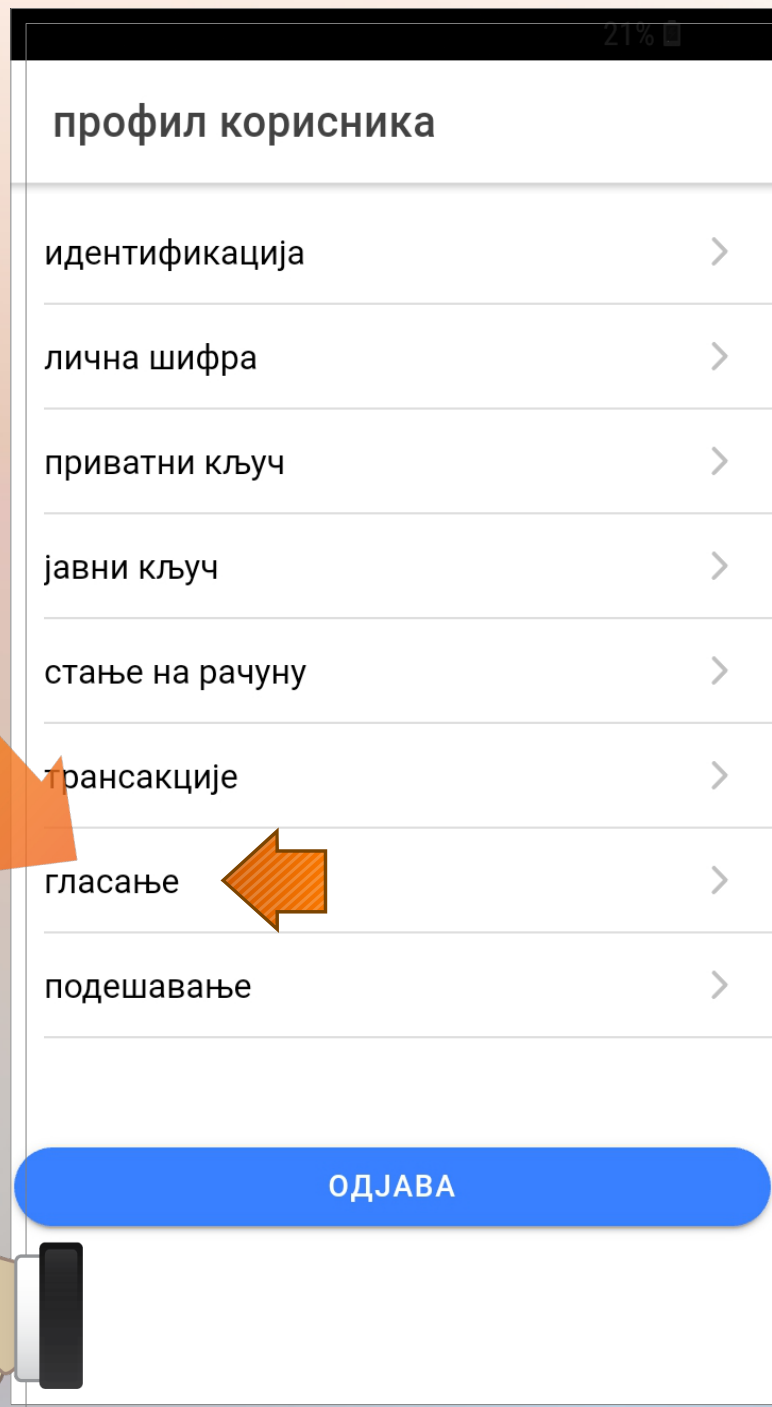 21%
профил корисника
идентификација
лична шифра
приватни кључ
јавни кључ
стање на рачуну
трансакције
гласање
подешавање
ОДЈАВА